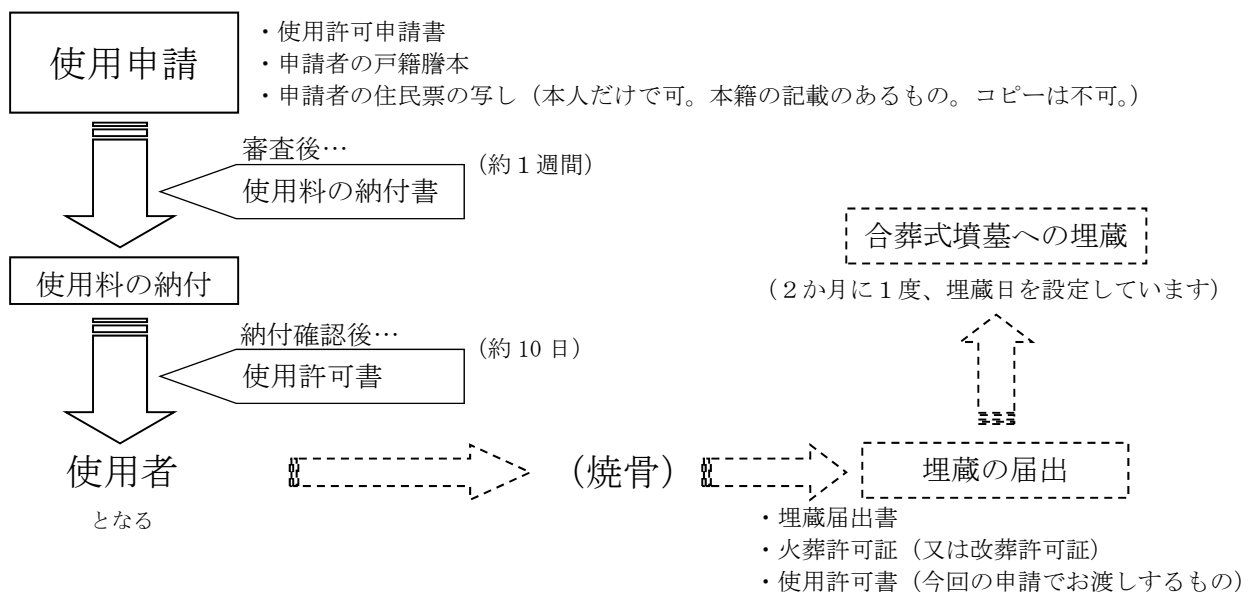 使用申請
・使用許可申請書
・申請者の戸籍謄本
・申請者の住民票の写し（本人だけで可。本籍の記載のあるもの。コピーは不可。）
審査後…
使用料の納付書
（約１週間）
使用料の納付
納付確認後…
使用許可書
（約 10 日）
使用者
となる
（焼骨）
埋蔵の届出
・埋蔵届出書
・火葬許可証（又は改葬許可証）
・使用許可書（今回の申請でお渡しするもの）
合葬式墳墓への埋蔵
（２か月に１度、埋蔵日を設定しています）